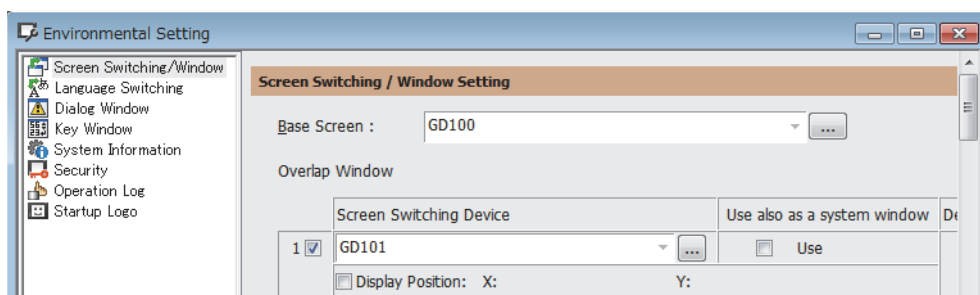 Environmental Setting
Screen Switching/Window
Language Switching
Dialog Window
Key Window
System Information
Security
Operation Log
Startup Logo
Screen Switching / Window Setting
Base Screen : GD100 ...
Overlap Window
Screen Switching Device Use also as a system window
1 GD101 ... Use
Display Position: X: Y: